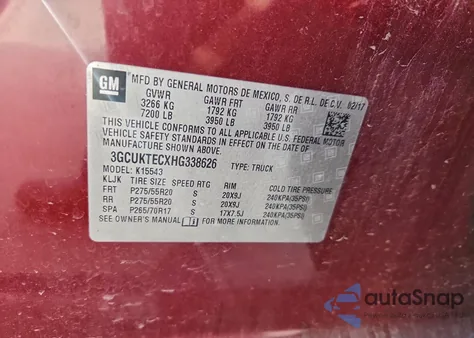 GM
MFD BY GENERAL MOTORS DE MEXICO, S. DE R.L. DE C.V. 02/17
GVWR GAWR FRT GAWR RR
3266 KG 1792 KG 1792 KG
7200 LB 3950 LB 3950 LB
THIS VEHICLE CONFORMS TO ALL APPLICABLE U.S. FEDERAL MOTOR
VEHICLE SAFETY STANDARDS IN EFFECT ON THE DATE OF
MANUFACTURE SHOWN ABOVE.
3GCUKTECXHG338626 TYPE: TRUCK
MODEL: K15543
KLJK TIRE SIZE SPEED RTG RIM COLD TIRE PRESSURE
FRT P275/55R20 S 20X9J 240KPA(35PSI)
RR P275/55R20 S 20X9J 240KPA(35PSI)
SPA P265/70R17 17X7.5J 240KPA(35PSI)
SEE OWNER'S MANUAL FOR ADDITIONAL INFORMATION.
autoSnap